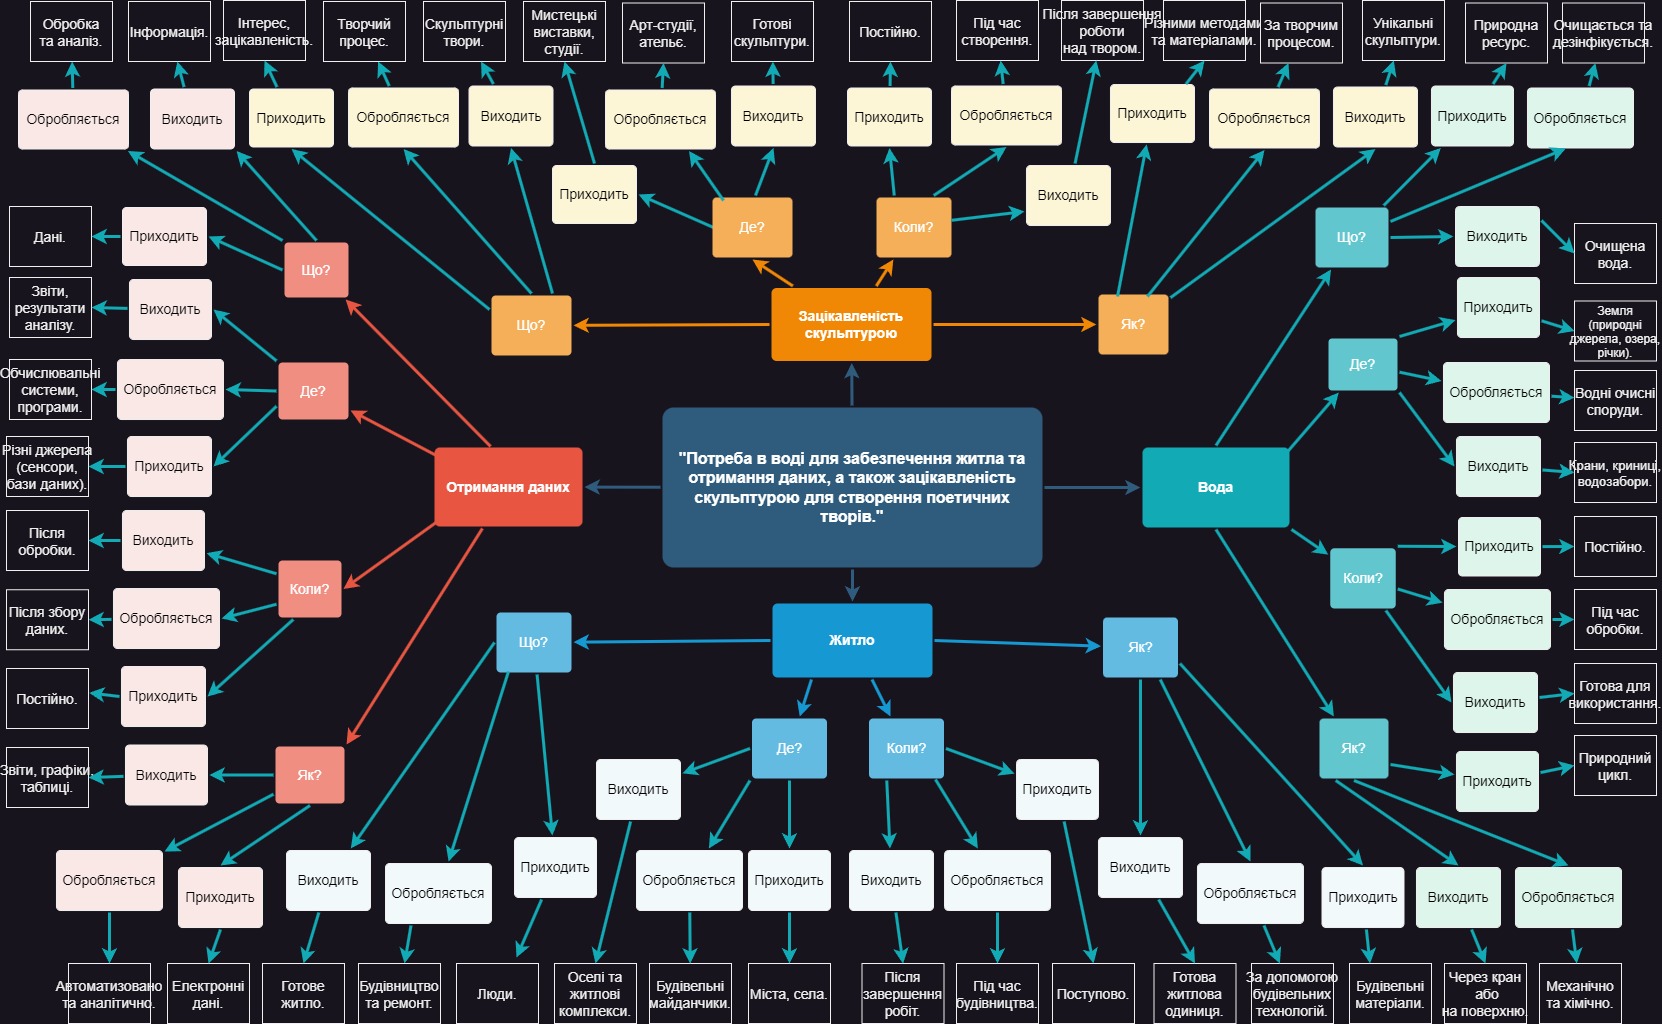 Обробка
та аналіз.
Інформація.
Інтерес,
зацікавленість.
Творчий
процес.
Скульптурні
твори.
Мистецькі
виставки,
студії.
Арт-студії,
ательє.
Готові
скульптури.
Постійно.
Під час
створення.
Після завершення
роботи
над твором.
Різними методами
та матеріалами.
За творчим
процесом.
Унікальні
скульптури.
Природна
ресурс.
Очищається та
дезінфікується.
Обробляється
Виходить
Приходить
Обробляється
Виходить
Обробляється
Виходить
Приходить
Обробляється
Приходить
Обробляється
Виходить
Приходить
Обробляється
Приходить
Виходить
Дані.
Приходить
Що?
Де?
Коли?
Що?
Виходить
Очищена
вода.
Звіти,
результати
аналізу.
Виходить
Що?
Зацікавленість
скульптурою
Як?
Приходить
Земля
(природні
джерела, озера,
річки).
Обчислювальні
системи,
програми.
Обробляється
Де?
Де?
Обробляється
Водні очисні
споруди.
Різні джерела
(сенсори,
бази даних).
Приходить
Отримання даних
"Потреба в воді для забезпечення житла та
отримання даних, а також зацікавленість
скульптурою для створення поетичних
творів."
Вода
Виходить
Крани, криниці,
водозабори.
Після
обробки.
Виходить
Коли?
Коли?
Приходить
Постійно.
Після збору
даних.
Обробляється
Що?
Житло
Як?
Обробляється
Під час
обробки.
Постійно.
Приходить
Виходить
Готова для
використання.
Звіти, графіки,
таблиці.
Виходить
Як?
Виходить
Де?
Коли?
Приходить
Як?
Приходить
Природний
цикл.
Обробляється
Приходить
Виходить
Обробляється
Приходить
Обробляється
Приходить
Виходить
Обробляється
Виходить
Обробляється
Приходить
Виходить
Обробляється
Автоматизовано
та аналітично.
Електронні
дані.
Готове
житло.
Будівництво
та ремонт.
Люди.
Оселі та
житлові
комплекси.
Будівельні
майданчики.
Міста, села.
Після
завершення
робіт.
Під час
будівництва.
Поступово.
Готова
житлова
одиниця.
За допомогою
будівельних
технологій.
Будівельні
матеріали.
Через кран
або
на поверхню.
Механічно
та хімічно.